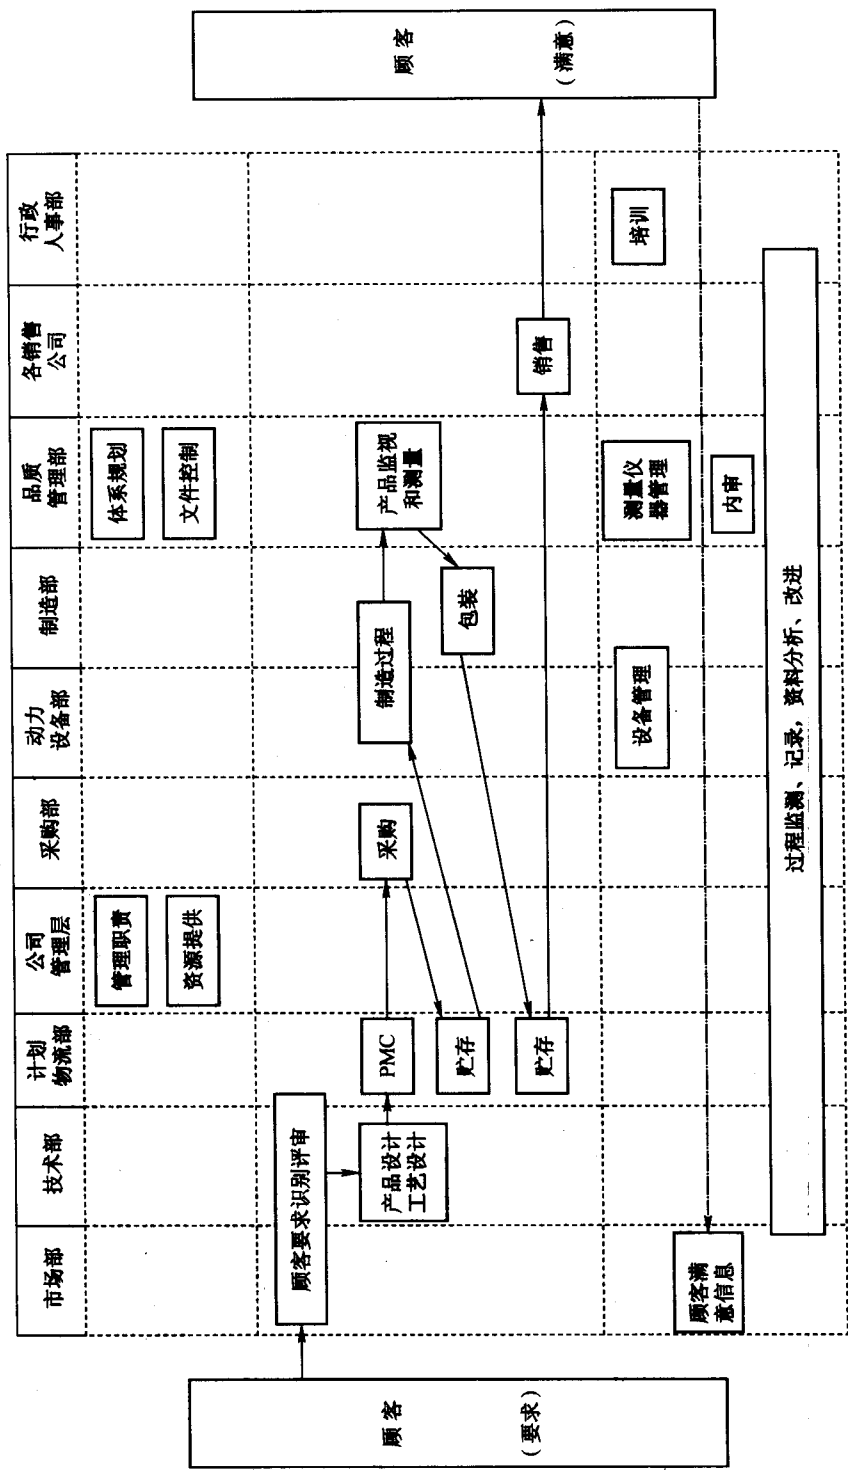 顾客
（要求）
市场部
技术部
计划
物流部
公司
管理层
采购部
动力
设备部
制造部
品质
管理部
各销售
公司
行政
人事部
管理职责
资源提供
体系规划
文件控制
顾客要求识别评审
产品设计
工艺设计
PMC
采购
贮存
制造过程
产品监视
和测量
包装
贮存
销售
设备管理
测量仪
器管理
培训
内审
顾客满
意信息
过程监测、记录，资料分析、改进
顾客
（满意）